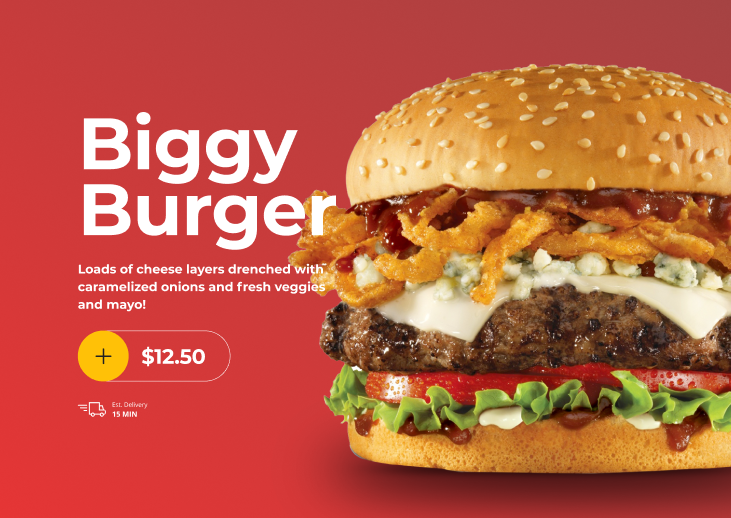 Biggy
Burger
Loads of cheese layers drenched with
caramelized onions and fresh veggies
and mayo!
+ $12.50
Est. Delivery
15 MIN